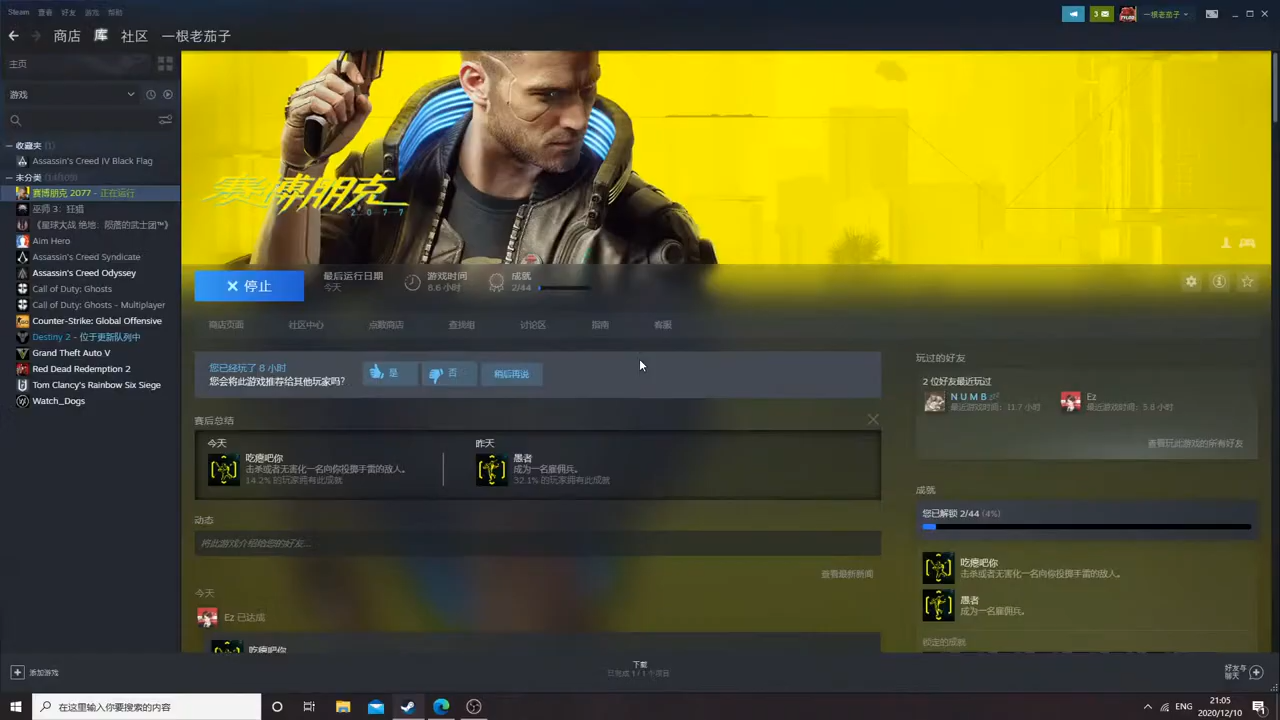 Steam 查看 好友 游戏 帮助
3
一根老茄子
商店 库 社区 一根老茄子
主页
游戏
收藏夹 (1)
Assassin's Creed IV Black Flag
未分类 (14/109)
赛博朋克 2077 - 正在运行
巫师 3：狂猎
《星球大战 绝地：陨落的武士团™》
Aim Hero
Assassin's Creed Syndicate
Assassin's Creed Odyssey
Call of Duty: Ghosts
Call of Duty: Ghosts - Multiplayer
Counter-Strike: Global Offensive
Destiny 2 - 位于更新队列中
Grand Theft Auto V
Red Dead Redemption 2
Tom Clancy's Rainbow Six Siege
Watch_Dogs
赛博朋克
2077
停止
最后运行日期
今天
游戏时间
8.6 小时
成就
2/44
商店页面 社区中心 点数商店 查找组 讨论区 指南 客服
您已经玩了 8 小时
您会将此游戏推荐给其他玩家吗？
是 否 稍后再说
赛后总结
今天
吃瘪吧你
击杀或者无害化一名向你投掷手雷的敌人。
14.2% 的玩家拥有此成就
昨天
愚者
成为一名雇佣兵。
32.1% 的玩家拥有此成就
动态
将此游戏介绍给您的好友...
查看最新新闻
今天
Ez 已达成
吃瘪吧你
玩过的好友
2 位好友最近玩过
N U M B
最近游戏时间：11.7 小时
Ez
最近游戏时间：5.8 小时
查看玩此游戏的所有好友
成就
您已解锁 2/44 (4%)
吃瘪吧你
击杀或者无害化一名向你投掷手雷的敌人。
愚者
成为一名雇佣兵。
锁定的成就
添加游戏
下载
已完成 1 / 1 个项目
好友与
聊天
在这里输入你要搜索的内容
ENG
21:05
2020/12/10
1